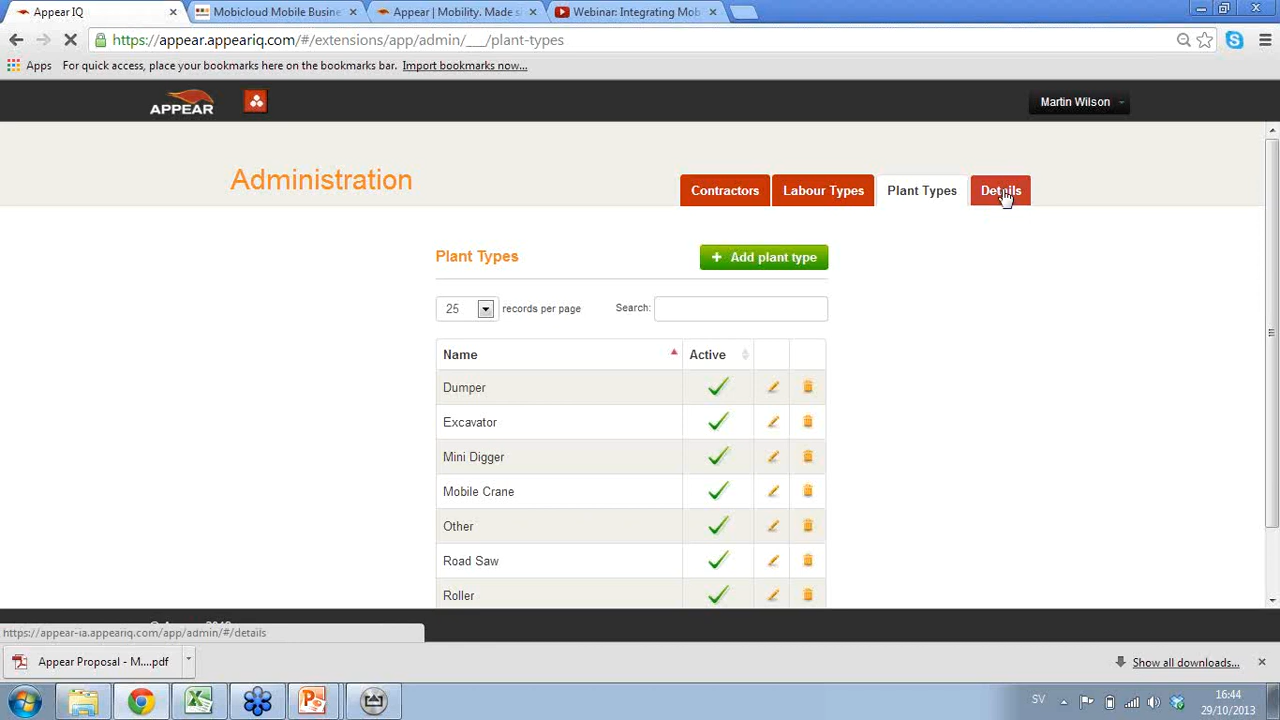 Appear IQ
Mobicloud Mobile Busine
Appear | Mobility. Made si
Webinar: Integrating Mob
https://appear.appeariq.com/#/extensions/app/admin/___/plant-types
Apps
For quick access, place your bookmarks here on the bookmarks bar.
Import bookmarks now...
APPEAR
Martin Wilson
Administration
Contractors
Labour Types
Plant Types
Details
Plant Types
+ Add plant type
25
records per page
Search:
Name
Active
Dumper
Excavator
Mini Digger
Mobile Crane
Other
Road Saw
Roller
https://appear-ia.appeariq.com/app/admin/#/details
Appear Proposal - M....pdf
Show all downloads...
SV
16:44
29/10/2013